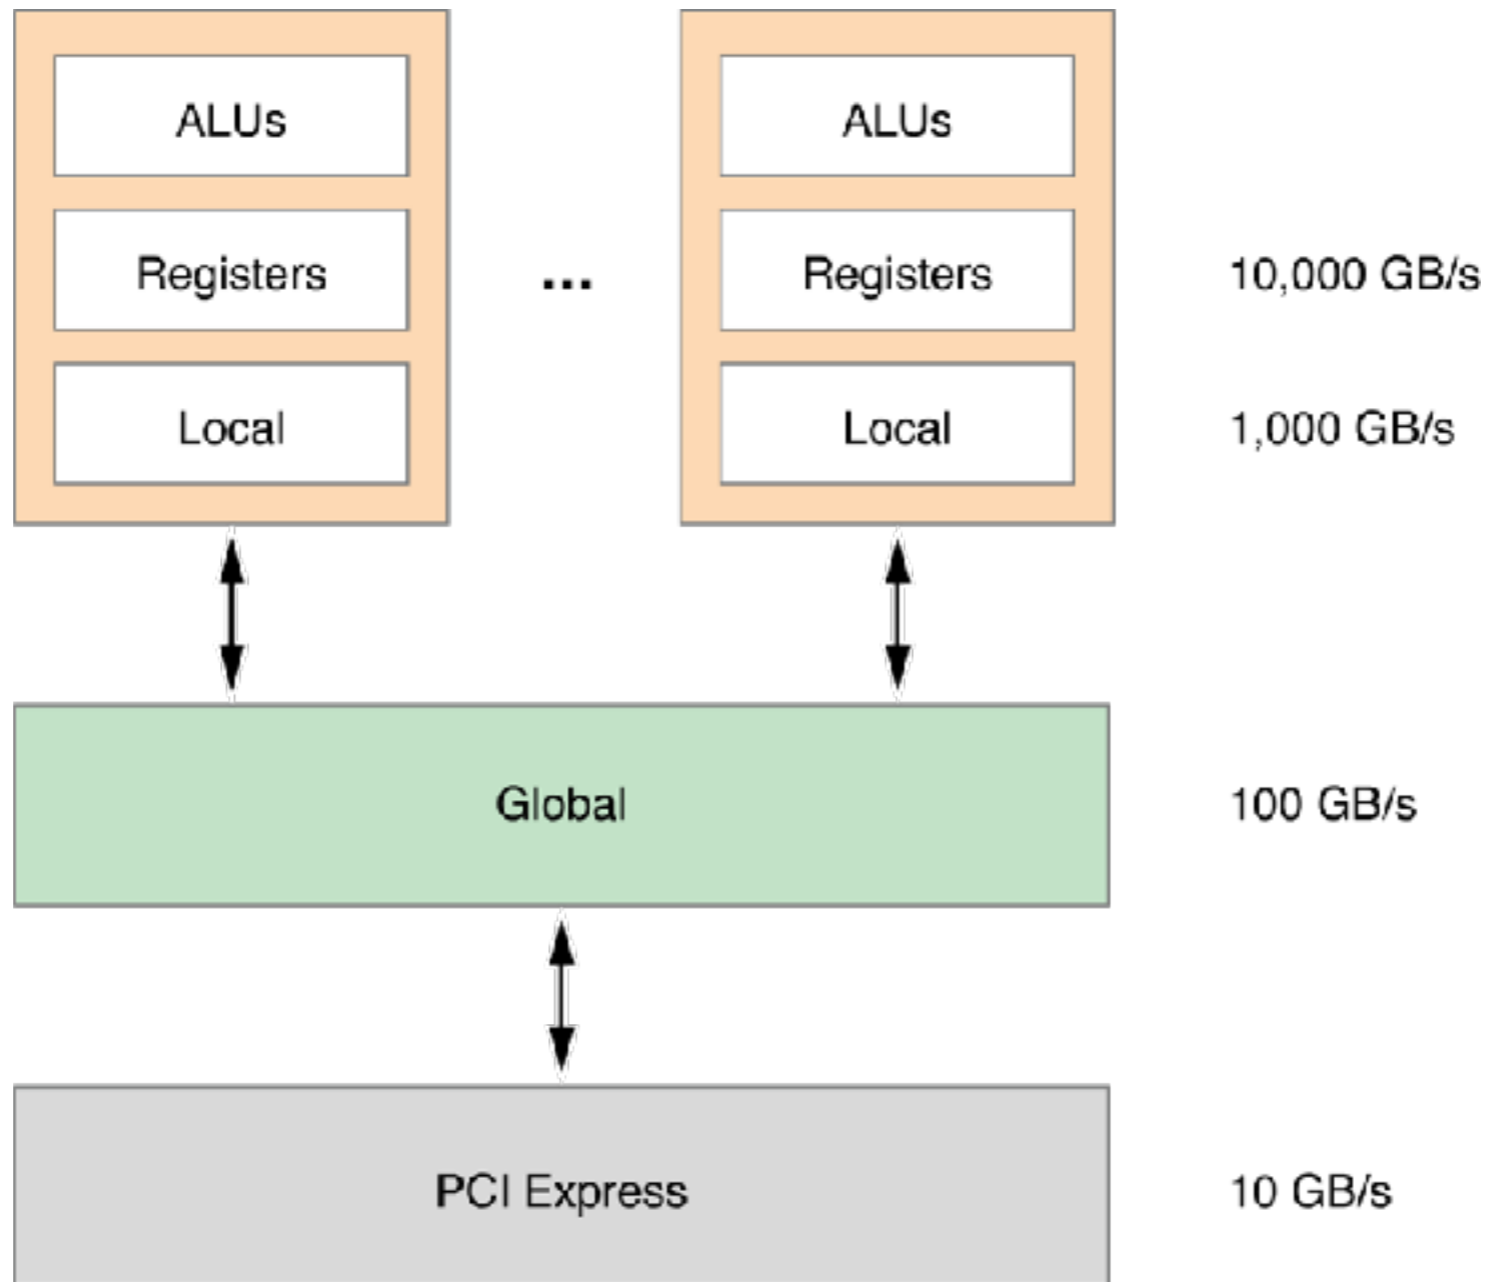 ALUs
ALUs
Registers
...
Registers
10,000 GB/s
Local
Local
1,000 GB/s
Global
100 GB/s
PCI Express
10 GB/s